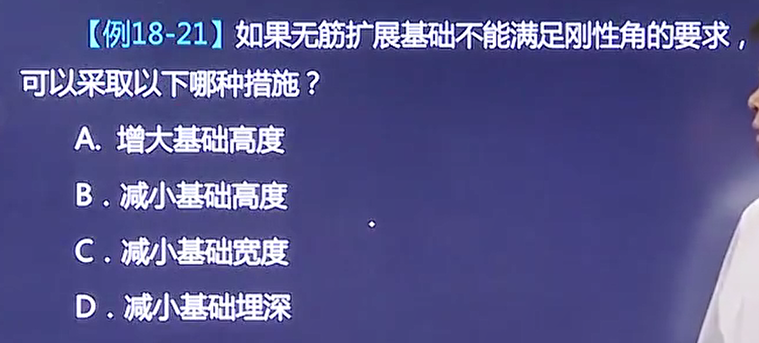 【例18-21】如果无筋扩展基础不能满足刚性角的要求，
可以采取以下哪种措施？
A. 增大基础高度
B．减小基础高度
C．减小基础宽度
D．减小基础埋深